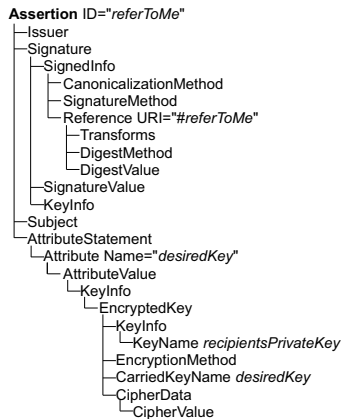 Assertion ID="referToMe"
Issuer
Signature
SignedInfo
CanonicalizationMethod
SignatureMethod
Reference URI="#referToMe"
Transforms
DigestMethod
DigestValue
SignatureValue
KeyInfo
Subject
AttributeStatement
Attribute Name="desiredKey"
AttributeValue
KeyInfo
EncryptedKey
KeyInfo
KeyName recipientsPrivateKey
EncryptionMethod
CarriedKeyName desiredKey
CipherData
CipherValue